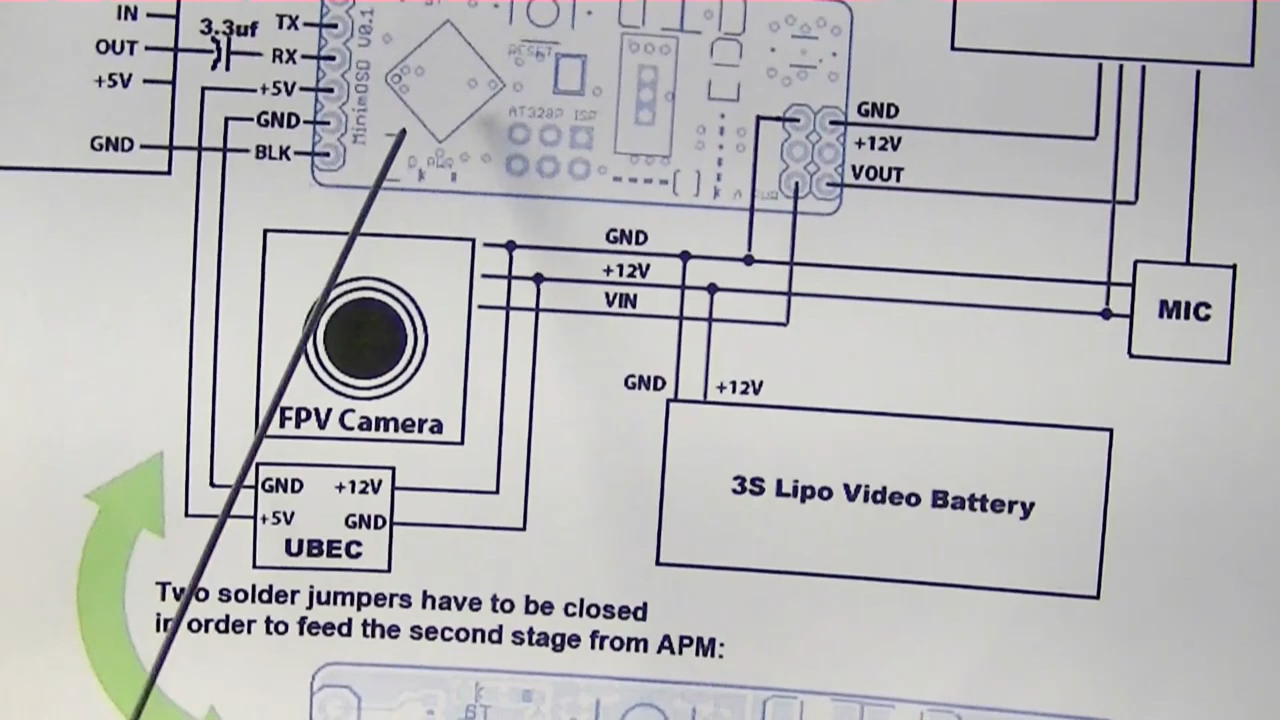 IN
3.3uf
TX
OUT
RX
+5V
+5V
GND
GND
BLK
MinimOSD V0.1
RESET
AT328P ISP
GND
+12V
VOUT
GND
+12V
VIN
MIC
GND
+12V
FPV Camera
3S Lipo Video Battery
GND +12V
+5V GND
UBEC
Two solder jumpers have to be closed
in order to feed the second stage from APM: